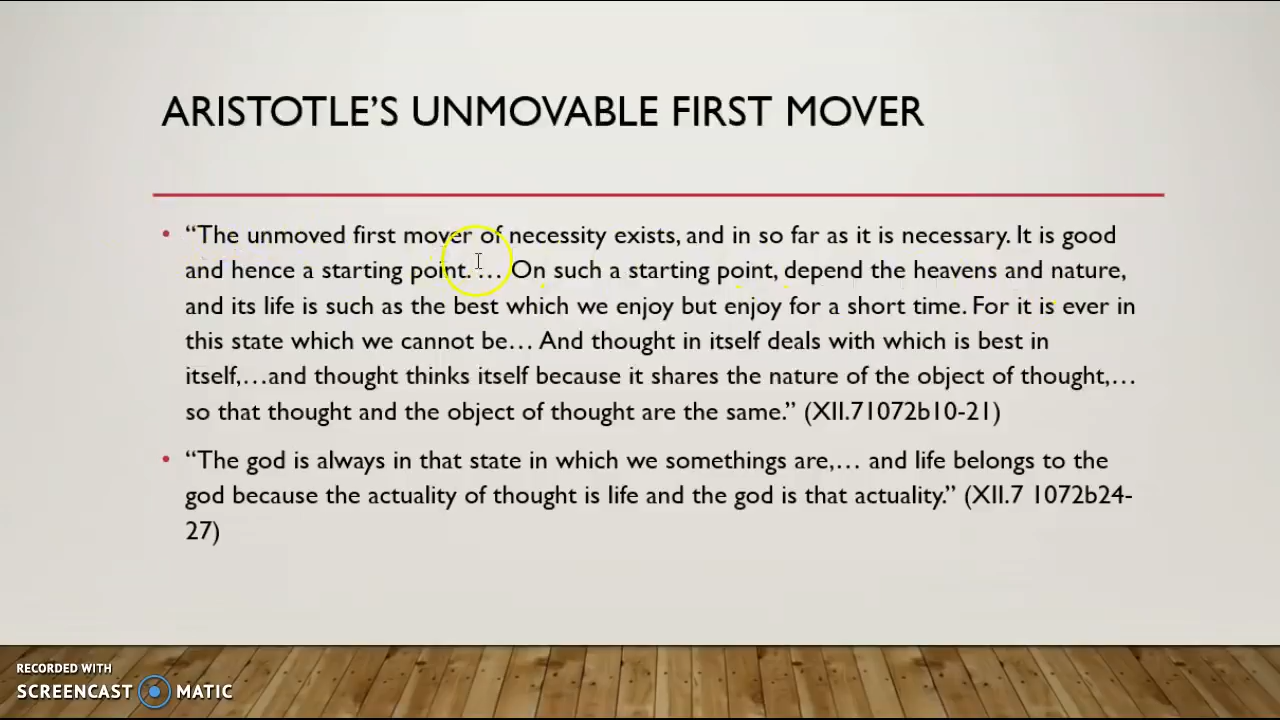 ARISTOTLE’S UNMOVABLE FIRST MOVER
• “The unmoved first mover of necessity exists, and in so far as it is necessary. It is good
and hence a starting point. … On such a starting point, depend the heavens and nature,
and its life is such as the best which we enjoy but enjoy for a short time. For it is ever in
this state which we cannot be… And thought in itself deals with which is best in
itself,…and thought thinks itself because it shares the nature of the object of thought,…
so that thought and the object of thought are the same.” (XII.71072b10-21)
• “The god is always in that state in which we somethings are,… and life belongs to the
god because the actuality of thought is life and the god is that actuality.” (XII.7 1072b24-
27)
RECORDED WITH
SCREENCAST MATIC